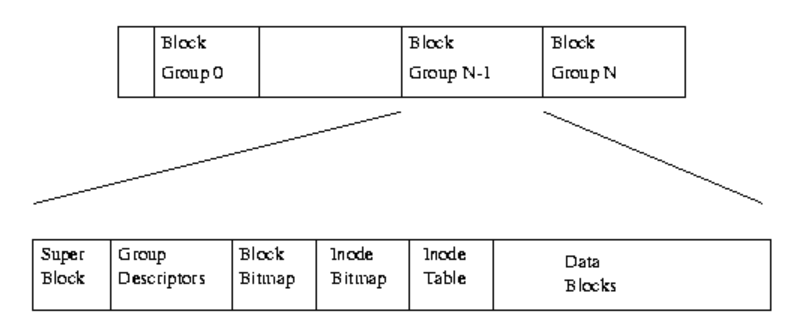 Block
Group 0
Block
Group N-1
Block
Group N
Super
Block
Group
Descriptors
Block
Bitmap
Inode
Bitmap
Inode
Table
Data
Blocks